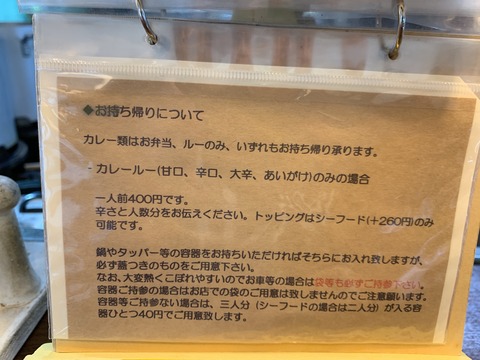 ◆お持ち帰りについて
カレー類はお弁当、ルーのみ、いずれもお持ち帰り承ります。
- カレールー(甘口、辛口、大辛、あいがけ)のみの場合
一人前400円です。
辛さと人数分をお伝えください。トッピングはシーフード(+260円)のみ
可能です。
鍋やタッパー等の容器をお持ちいただければそちらにお入れ致しますが、
必ず蓋つきのものをご用意下さい。
なお、大変熱くこぼれやすいのでお車等の場合は袋等も必ずご持参下さい。
容器ご持参の場合はお店での袋のご用意は致しませんのでご注意願います。
容器等ご持参ない場合は、三人分（シーフードの場合は二人分）が入る容
器ひとつ40円でご用意致します。